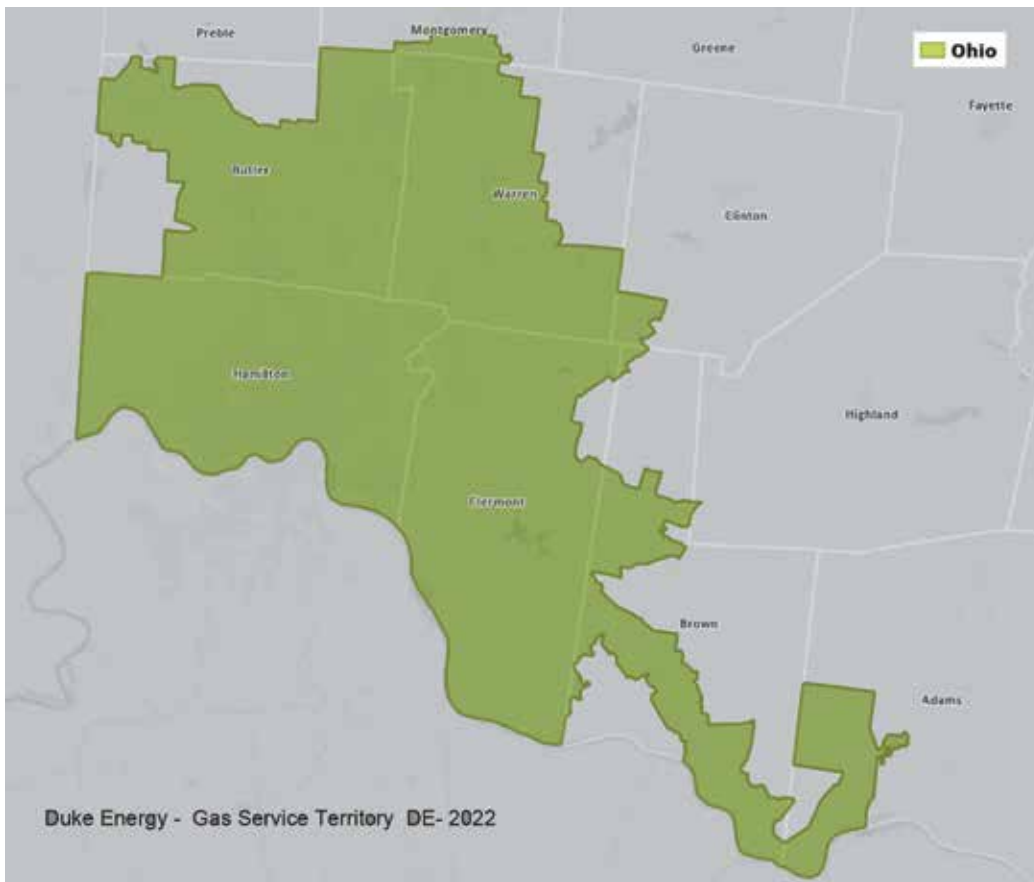 Preble
Montgomery
Greene
Ohio
Fayette
Butler
Warren
Clinton
Hamilton
Highland
Clermont
Brown
Adams
Duke Energy - Gas Service Territory DE- 2022